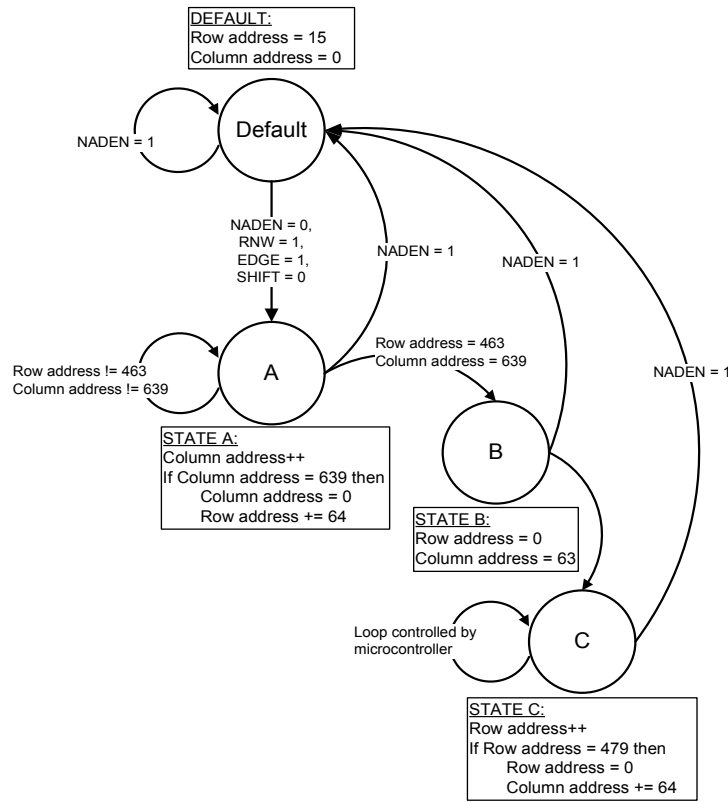 DEFAULT:
Row address = 15
Column address = 0
Default
NADEN = 1
NADEN = 0,
RNW = 1,
EDGE = 1,
SHIFT = 0
NADEN = 1
NADEN = 1
NADEN = 1
Row address != 463
Column address != 639
A
Row address = 463
Column address = 639
STATE A:
Column address++
If Column address = 639 then
Column address = 0
Row address += 64
B
STATE B:
Row address = 0
Column address = 63
Loop controlled by
microcontroller
C
STATE C:
Row address++
If Row address = 479 then
Row address = 0
Column address += 64